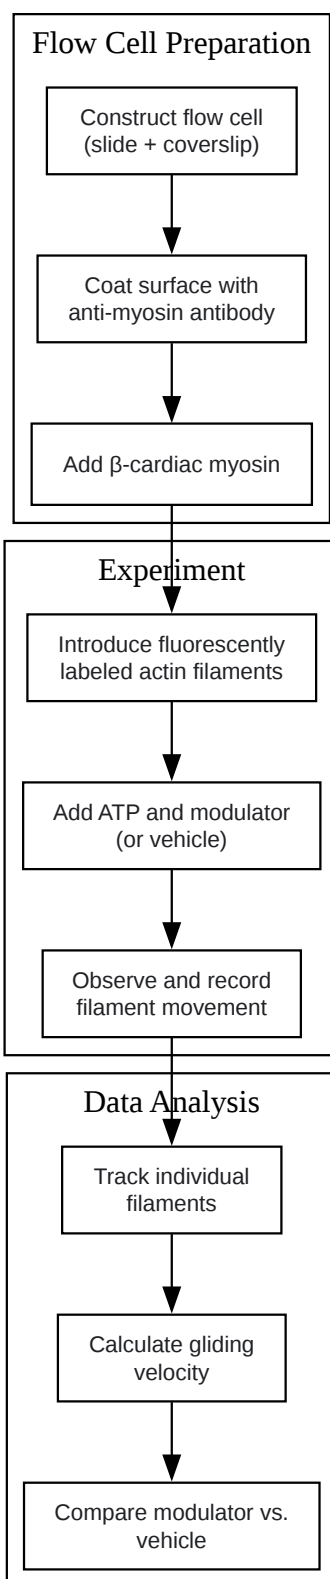 Flow Cell Preparation
Construct flow cell
(slide + coverslip)
Coat surface with
anti-myosin antibody
Add β-cardiac myosin
Experiment
Introduce fluorescently
labeled actin filaments
Add ATP and modulator
(or vehicle)
Observe and record
filament movement
Data Analysis
Track individual
filaments
Calculate gliding
velocity
Compare modulator vs.
vehicle